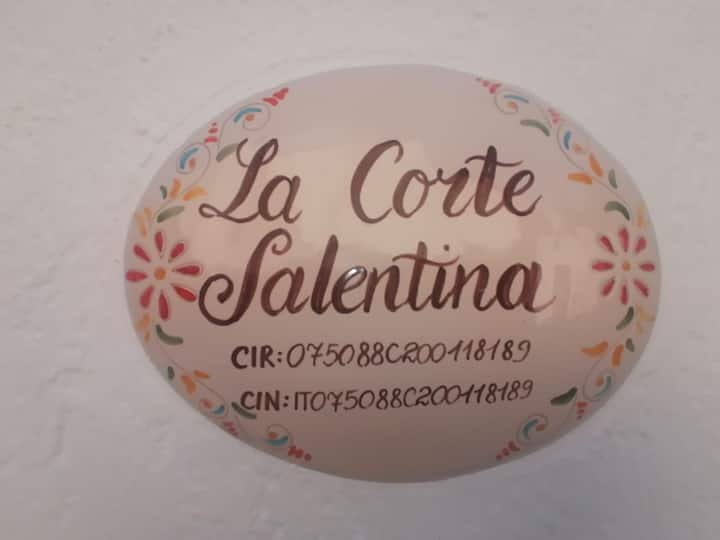 La Corte
Salentina
CIR: 075088C200118189
CIN: IT075088C200118189